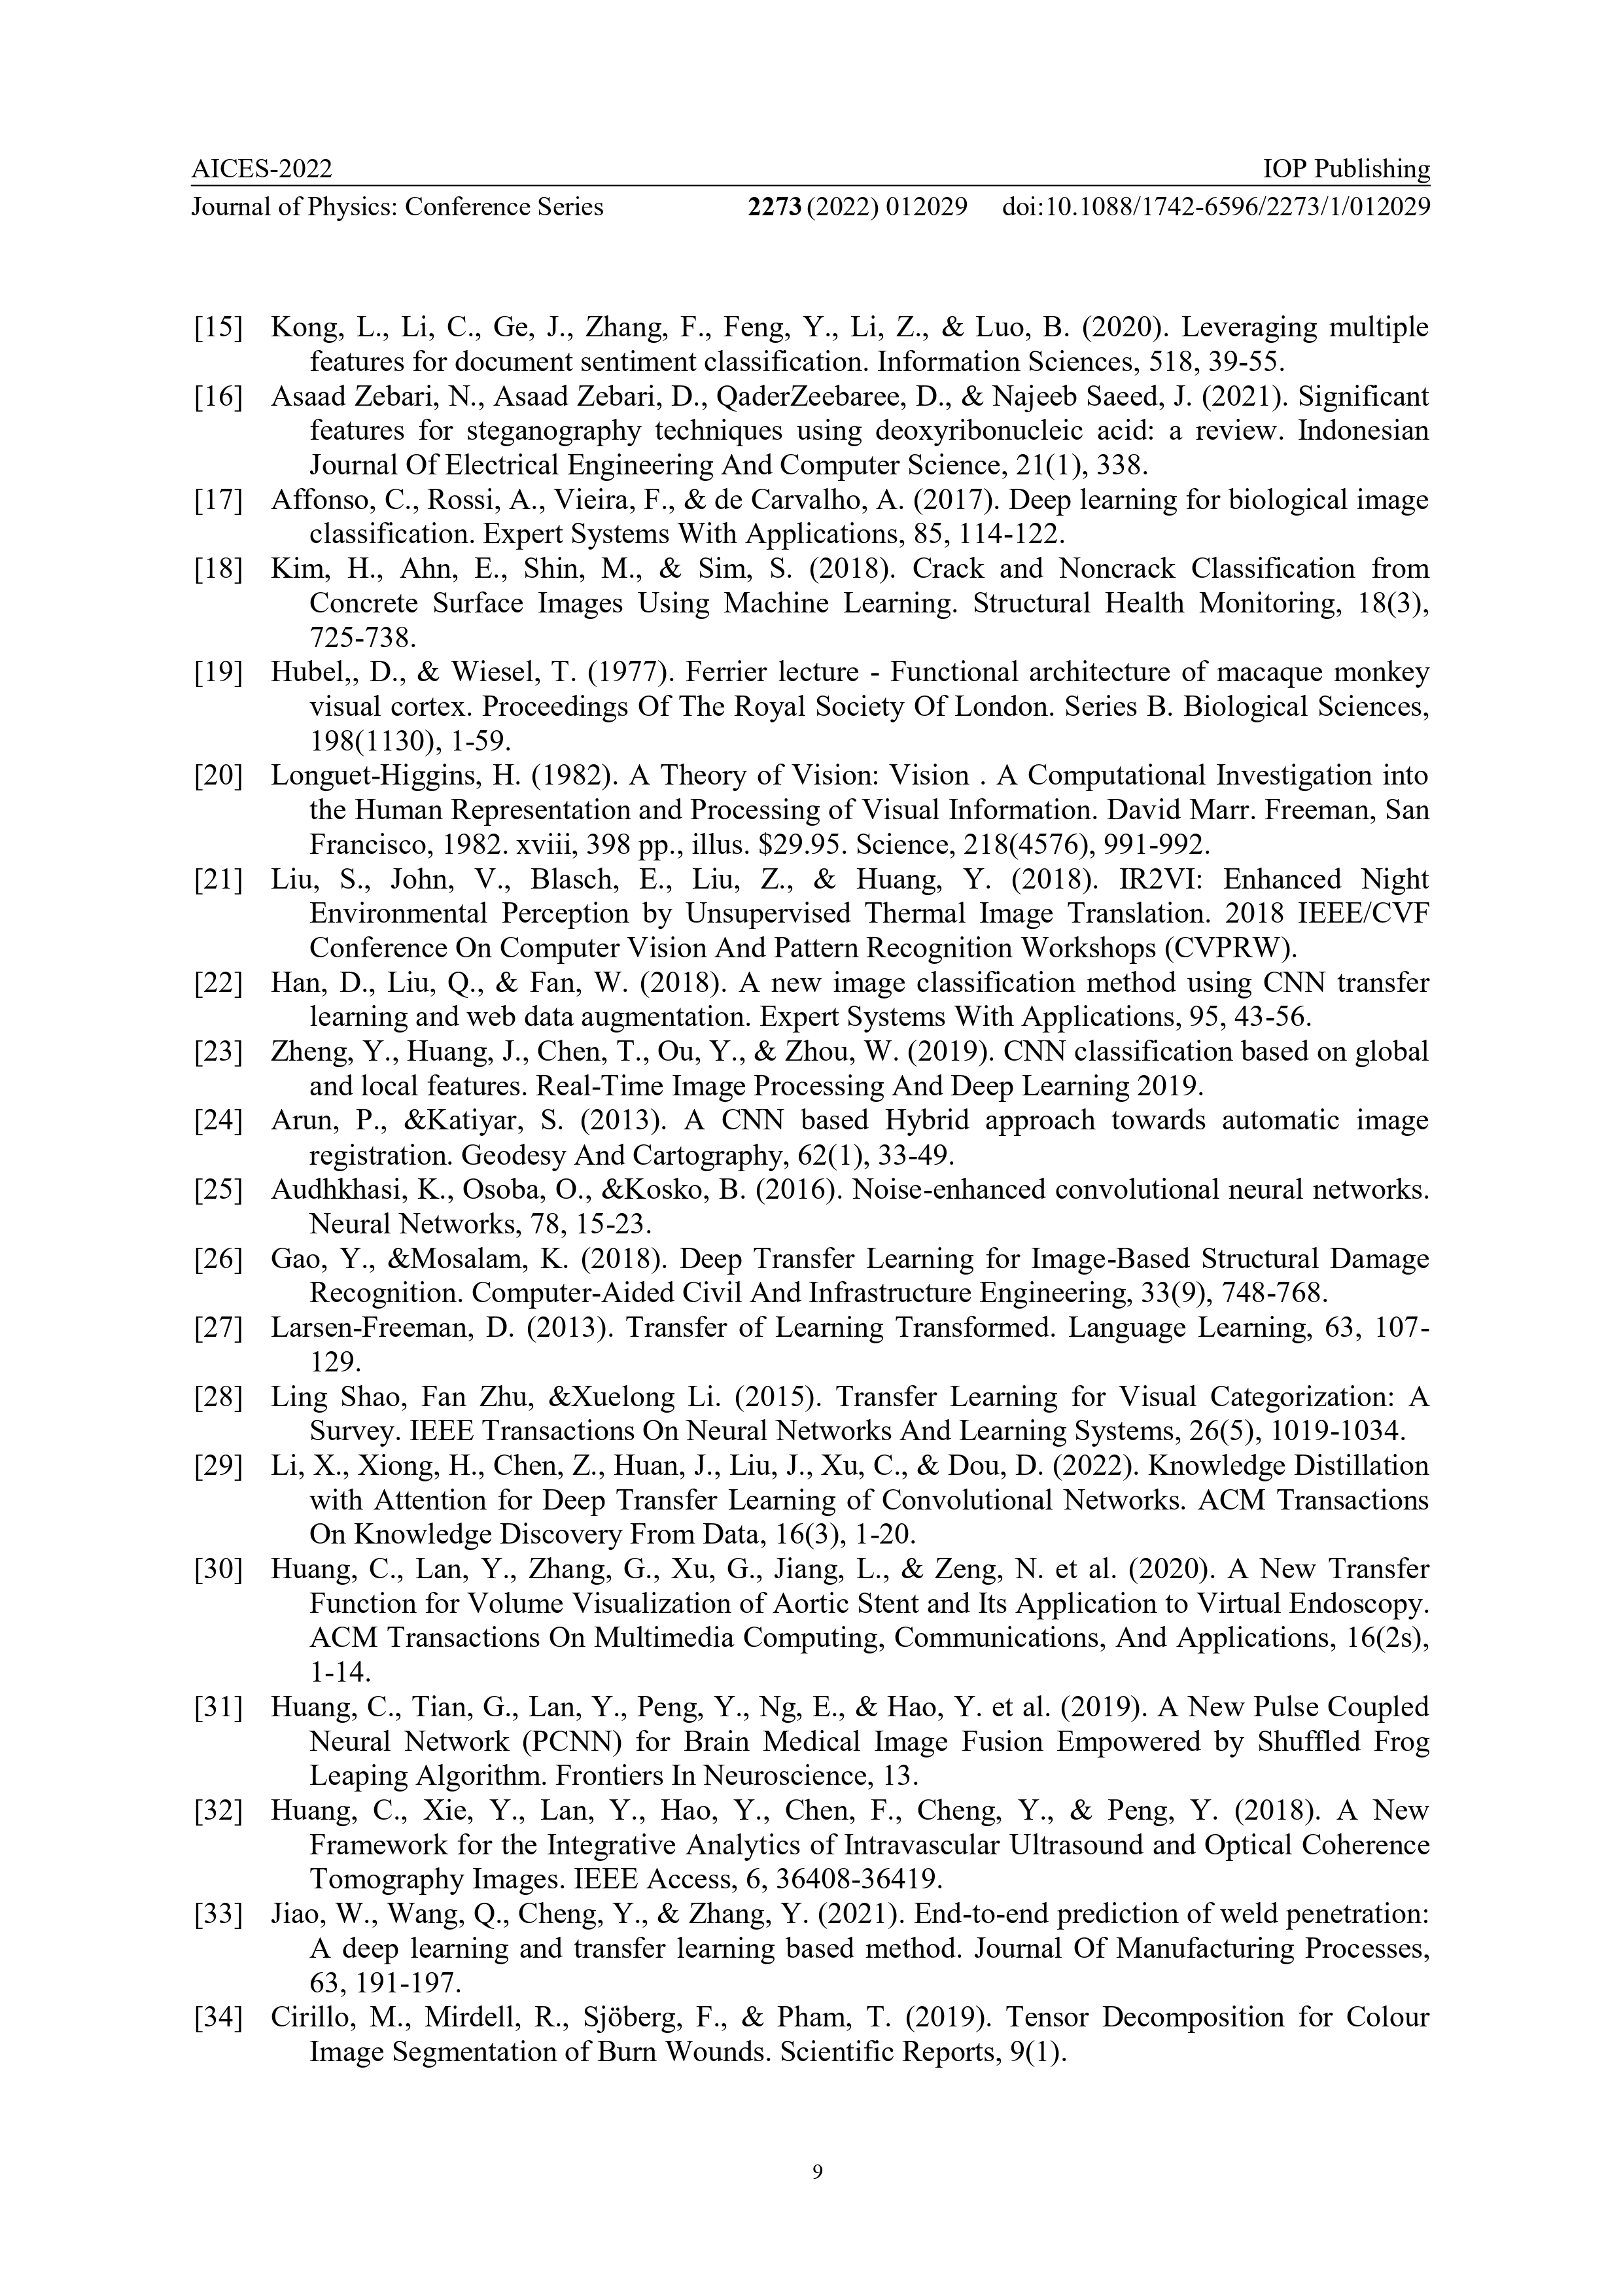 AICES-2022 IOP Publishing
Journal of Physics: Conference Series 2273 (2022) 012029 doi:10.1088/1742-6596/2273/1/012029
[15] Kong, L., Li, C., Ge, J., Zhang, F., Feng, Y., Li, Z., & Luo, B. (2020). Leveraging multiple
features for document sentiment classification. Information Sciences, 518, 39-55.
[16] Asaad Zebari, N., Asaad Zebari, D., QaderZeebaree, D., & Najeeb Saeed, J. (2021). Significant
features for steganography techniques using deoxyribonucleic acid: a review. Indonesian
Journal Of Electrical Engineering And Computer Science, 21(1), 338.
[17] Affonso, C., Rossi, A., Vieira, F., & de Carvalho, A. (2017). Deep learning for biological image
classification. Expert Systems With Applications, 85, 114-122.
[18] Kim, H., Ahn, E., Shin, M., & Sim, S. (2018). Crack and Noncrack Classification from
Concrete Surface Images Using Machine Learning. Structural Health Monitoring, 18(3),
725-738.
[19] Hubel,, D., & Wiesel, T. (1977). Ferrier lecture - Functional architecture of macaque monkey
visual cortex. Proceedings Of The Royal Society Of London. Series B. Biological Sciences,
198(1130), 1-59.
[20] Longuet-Higgins, H. (1982). A Theory of Vision: Vision . A Computational Investigation into
the Human Representation and Processing of Visual Information. David Marr. Freeman, San
Francisco, 1982. xviii, 398 pp., illus. $29.95. Science, 218(4576), 991-992.
[21] Liu, S., John, V., Blasch, E., Liu, Z., & Huang, Y. (2018). IR2VI: Enhanced Night
Environmental Perception by Unsupervised Thermal Image Translation. 2018 IEEE/CVF
Conference On Computer Vision And Pattern Recognition Workshops (CVPRW).
[22] Han, D., Liu, Q., & Fan, W. (2018). A new image classification method using CNN transfer
learning and web data augmentation. Expert Systems With Applications, 95, 43-56.
[23] Zheng, Y., Huang, J., Chen, T., Ou, Y., & Zhou, W. (2019). CNN classification based on global
and local features. Real-Time Image Processing And Deep Learning 2019.
[24] Arun, P., &Katiyar, S. (2013). A CNN based Hybrid approach towards automatic image
registration. Geodesy And Cartography, 62(1), 33-49.
[25] Audhkhasi, K., Osoba, O., &Kosko, B. (2016). Noise-enhanced convolutional neural networks.
Neural Networks, 78, 15-23.
[26] Gao, Y., &Mosalam, K. (2018). Deep Transfer Learning for Image-Based Structural Damage
Recognition. Computer-Aided Civil And Infrastructure Engineering, 33(9), 748-768.
[27] Larsen-Freeman, D. (2013). Transfer of Learning Transformed. Language Learning, 63, 107-
129.
[28] Ling Shao, Fan Zhu, &Xuelong Li. (2015). Transfer Learning for Visual Categorization: A
Survey. IEEE Transactions On Neural Networks And Learning Systems, 26(5), 1019-1034.
[29] Li, X., Xiong, H., Chen, Z., Huan, J., Liu, J., Xu, C., & Dou, D. (2022). Knowledge Distillation
with Attention for Deep Transfer Learning of Convolutional Networks. ACM Transactions
On Knowledge Discovery From Data, 16(3), 1-20.
[30] Huang, C., Lan, Y., Zhang, G., Xu, G., Jiang, L., & Zeng, N. et al. (2020). A New Transfer
Function for Volume Visualization of Aortic Stent and Its Application to Virtual Endoscopy.
ACM Transactions On Multimedia Computing, Communications, And Applications, 16(2s),
1-14.
[31] Huang, C., Tian, G., Lan, Y., Peng, Y., Ng, E., & Hao, Y. et al. (2019). A New Pulse Coupled
Neural Network (PCNN) for Brain Medical Image Fusion Empowered by Shuffled Frog
Leaping Algorithm. Frontiers In Neuroscience, 13.
[32] Huang, C., Xie, Y., Lan, Y., Hao, Y., Chen, F., Cheng, Y., & Peng, Y. (2018). A New
Framework for the Integrative Analytics of Intravascular Ultrasound and Optical Coherence
Tomography Images. IEEE Access, 6, 36408-36419.
[33] Jiao, W., Wang, Q., Cheng, Y., & Zhang, Y. (2021). End-to-end prediction of weld penetration:
A deep learning and transfer learning based method. Journal Of Manufacturing Processes,
63, 191-197.
[34] Cirillo, M., Mirdell, R., Sjöberg, F., & Pham, T. (2019). Tensor Decomposition for Colour
Image Segmentation of Burn Wounds. Scientific Reports, 9(1).
9